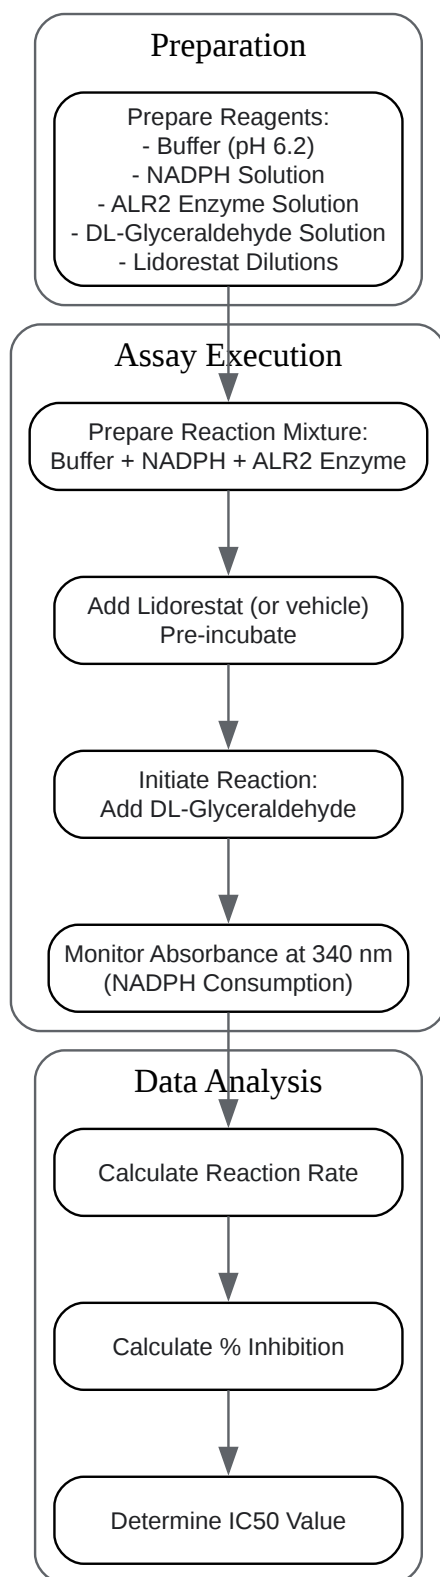 Preparation
Prepare Reagents:
- Buffer (pH 6.2)
- NADPH Solution
- ALR2 Enzyme Solution
- DL-Glyceraldehyde Solution
- Lidorestat Dilutions
Assay Execution
Prepare Reaction Mixture:
Buffer + NADPH + ALR2 Enzyme
Add Lidorestat (or vehicle)
Pre-incubate
Initiate Reaction:
Add DL-Glyceraldehyde
Monitor Absorbance at 340 nm
(NADPH Consumption)
Data Analysis
Calculate Reaction Rate
Calculate % Inhibition
Determine IC50 Value